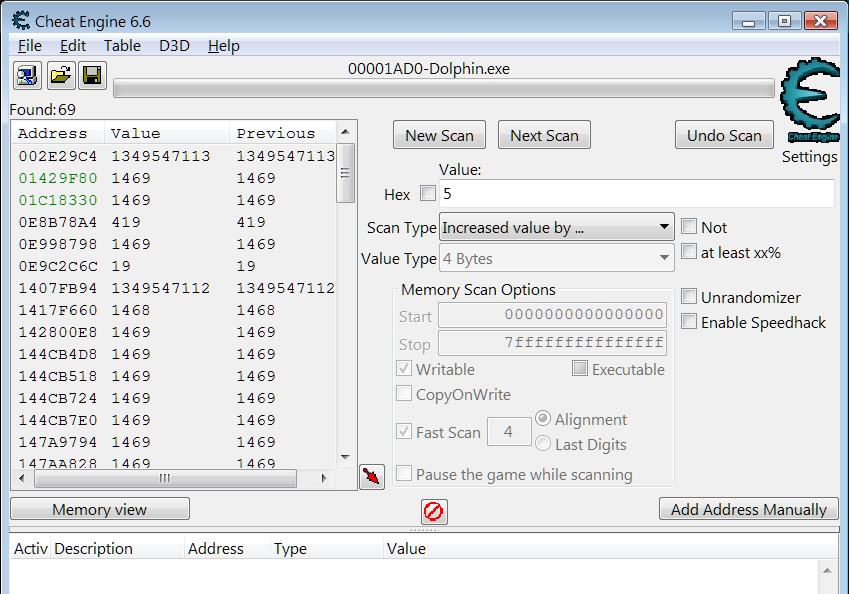 Cheat Engine 6.6
File Edit Table D3D Help
00001AD0-Dolphin.exe
Found: 69
Address Value Previous
002E29C4 1349547113 1349547113
01429F80 1469 1469
01C18330 1469 1469
0E8B78A4 419 419
0E998798 1469 1469
0E9C2C6C 19 19
1407FB94 1349547112 1349547112
1417F660 1468 1468
142800E8 1469 1469
144CB4D8 1469 1469
144CB518 1469 1469
144CB724 1469 1469
144CB7E0 1469 1469
147A9794 1469 1469
147AA828 1469 1469
New Scan Next Scan Undo Scan
Cheat Engine
Settings
Value:
Hex 5
Scan Type Increased value by ... Not
at least xx%
Value Type 4 Bytes
Memory Scan Options
Unrandomizer
Start 0000000000000000
Enable Speedhack
Stop 7fffffffffffffff
Writable Executable
CopyOnWrite
Fast Scan 4 Alignment
Last Digits
Pause the game while scanning
Memory view Add Address Manually
Activ Description Address Type Value